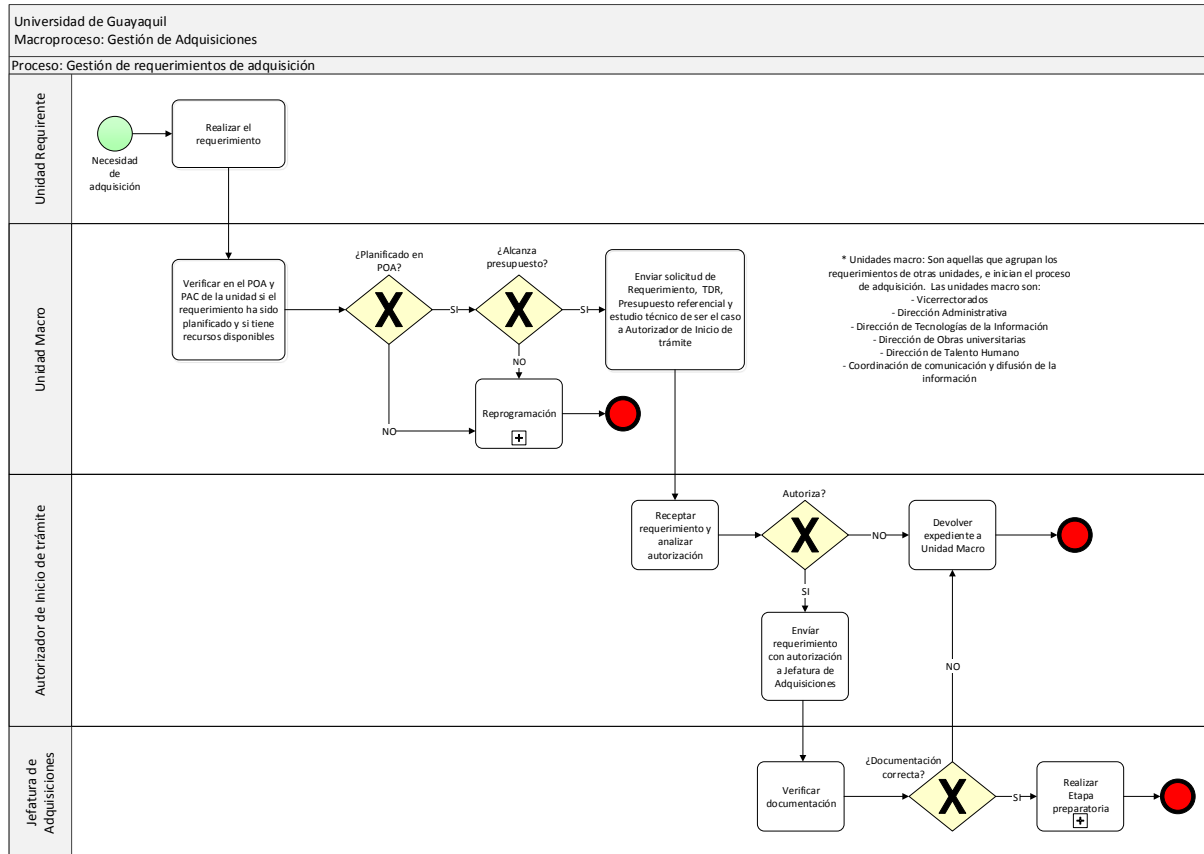 Universidad de Guayaquil
Macroproceso: Gestión de Adquisiciones
Proceso: Gestión de requerimientos de adquisición
Unidad Requirente
Necesidad
de
adquisición
Realizar el
requerimiento
Unidad Macro
Verificar en el POA y
PAC de la unidad si el
requerimiento ha sido
planificado y si tiene
recursos disponibles
¿Planificado en
POA?
SI
NO
¿Alcanza
presupuesto?
SI
NO
Reprogramación
Enviar solicitud de
Requerimiento, TDR,
Presupuesto referencial y
estudio técnico de ser el caso
a Autorizador de Inicio de
trámite
* Unidades macro: Son aquellas que agrupan los
requerimientos de otras unidades, e inician el proceso
de adquisición. Las unidades macro son:
- Vicerrectorados
- Dirección Administrativa
- Dirección de Tecnologías de la Información
- Dirección de Obras universitarias
- Dirección de Talento Humano
- Coordinación de comunicación y difusión de la
información
Autorizador de Inicio de trámite
Receptar
requerimiento y
analizar
autorización
Autoriza?
NO
SI
Devolver
expediente a
Unidad Macro
Envíar
requerimiento
con autorización
a Jefatura de
Adquisiciones
NO
Jefatura de
Adquisiciones
Verificar
documentación
¿Documentación
correcta?
SI
Realizar
Etapa
preparatoria